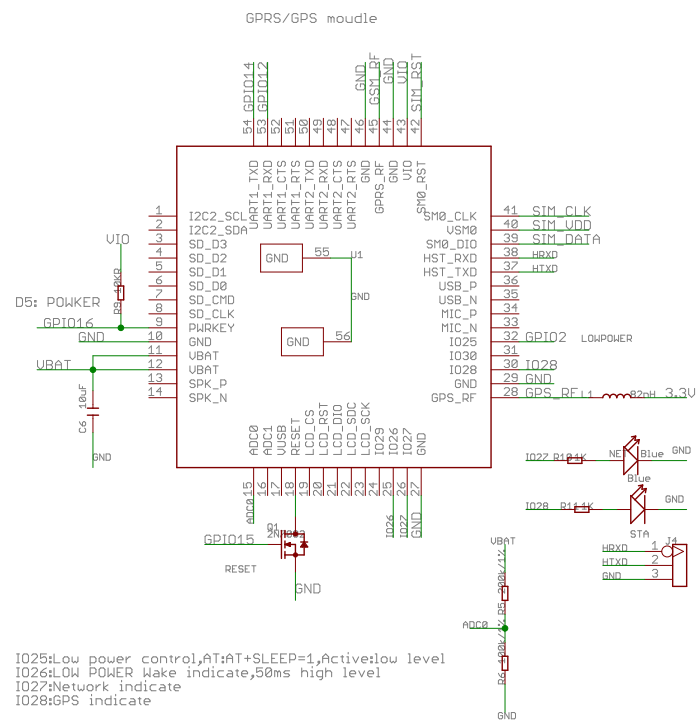 GPRS/GPS moudle
GPIO14
GPIO12
GND
GSM_RF
GND
VIO
SIM_RST
54 53 52 51 50 49 48 47 46 45 44 43 42
UART1_TXD
UART1_RXD
UART1_CTS
UART1_RTS
UART2_TXD
UART2_RXD
UART2_CTS
UART2_RTS
GND
GPRS_RF
GND
VIO
SM0_RST
1 I2C2_SCL
2 I2C2_SDA
3 SD_D3
4 SD_D2
5 SD_D1
6 SD_D0
7 SD_CMD
8 SD_CLK
9 PWRKEY
10 GND
11 VBAT
12 VBAT
13 SPK_P
14 SPK_N
VIO
R9 10KR
D5: POWKER
GPIO16
GND
VBAT
C6 10uF
GND
GND 55 U1
GND
GND 56
SM0_CLK 41 SIM_CLK
VSM0 40 SIM_VDD
SM0_DIO 39 SIM_DATA
HST_RXD 38 HRXD
HST_TXD 37 HTXD
USB_P 36
USB_N 35
MIC_P 34
MIC_N 33
IO25 32 GPIO2 LOWPOWER
IO30 31
IO28 30 IO28
GND 29 GND
GPS_RF 28 GPS_RF L1 82nH 3.3V
ADC0
ADC1
VUSB
RESET
LCD_CS
LCD_RST
LCD_DIO
LCD_SDC
LCD_SCK
IO29
IO26
IO27
GND
15 16 17 18 19 20 21 22 23 24 25 26 27
ADC0
IO26
IO27
GND
Q1
GPIO15
RESET
GND
IO27 R10 1K NE Blue GND
Blue
IO28 R11 1K GND
STA
J4
HRXD 1
HTXD 2
GND 3
VBAT
R5 200k/1%
ADC0
R6 100k/1%
GND
IO25:Low power control,AT:AT+SLEEP=1,Active:low level
IO26:LOW POWER Wake indicate,50ms high level
IO27:Network indicate
IO28:GPS indicate